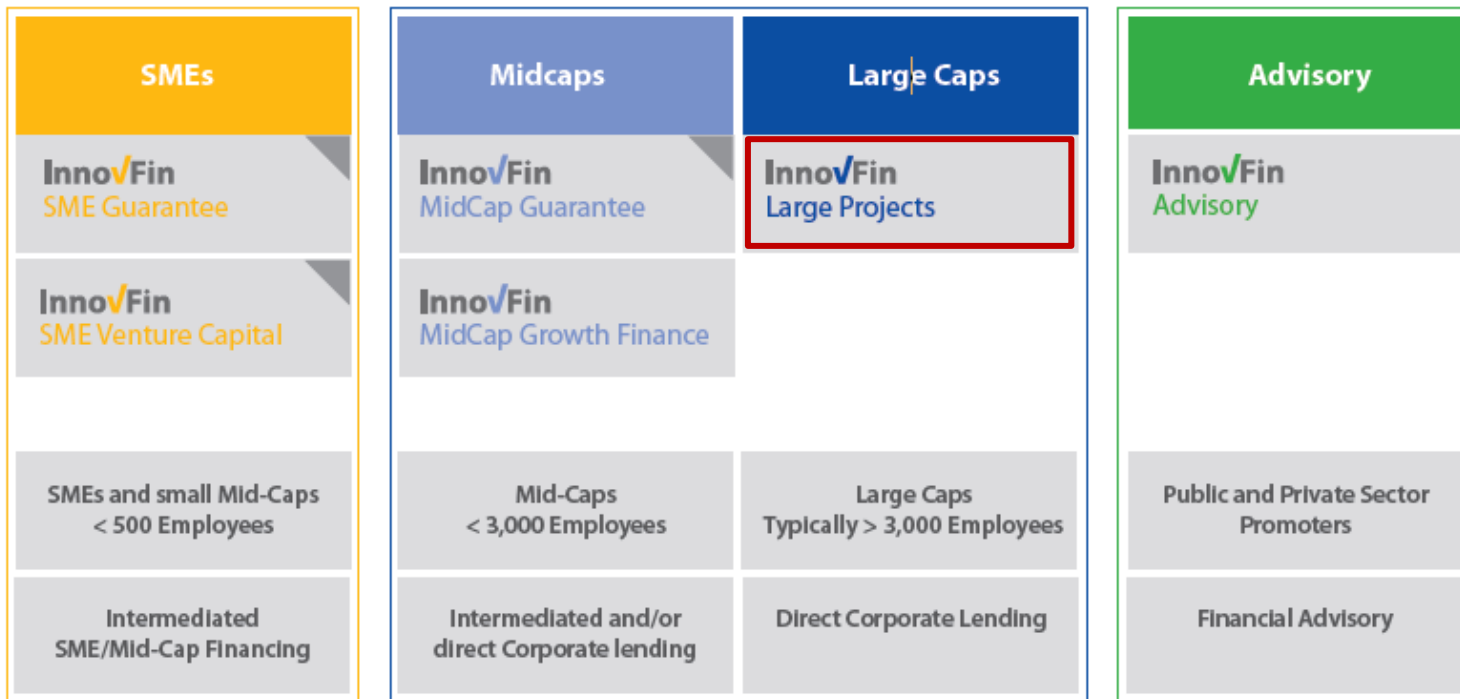 SMEs
InnovFin
SME Guarantee
InnovFin
SME Venture Capital
SMEs and small Mid-Caps
< 500 Employees
Intermediated
SME/Mid-Cap Financing
Midcaps
InnovFin
MidCap Guarantee
InnovFin
MidCap Growth Finance
Mid-Caps
< 3,000 Employees
Intermediated and/or
direct Corporate lending
Large Caps
InnovFin
Large Projects
Large Caps
Typically > 3,000 Employees
Direct Corporate Lending
Advisory
InnovFin
Advisory
Public and Private Sector
Promoters
Financial Advisory